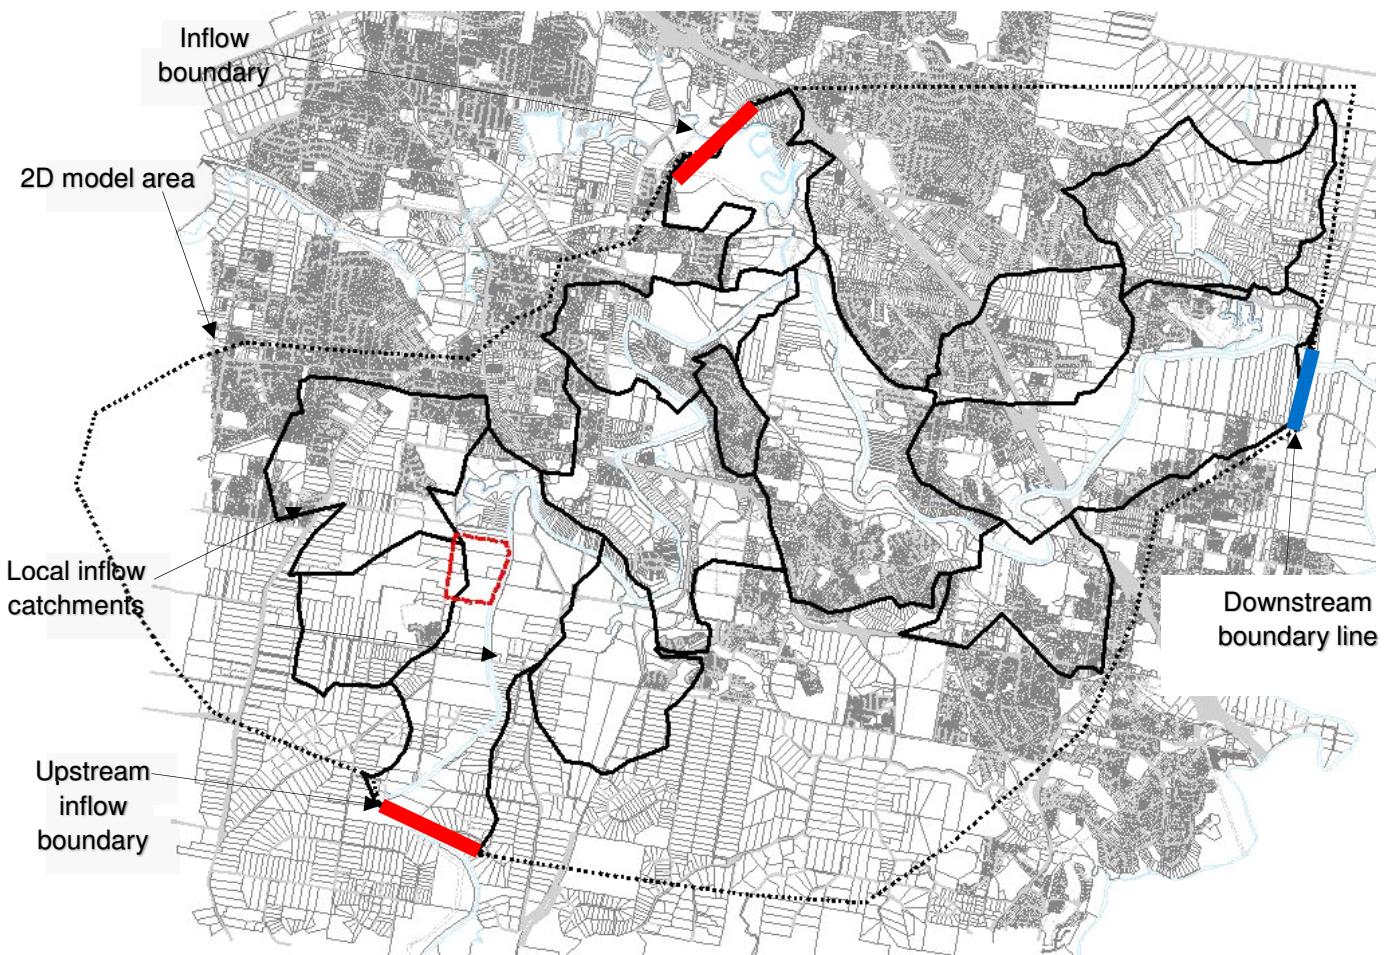 Inflow
boundary
2D model area
Local inflow
catchments
Upstream
inflow
boundary
Downstream
boundary line